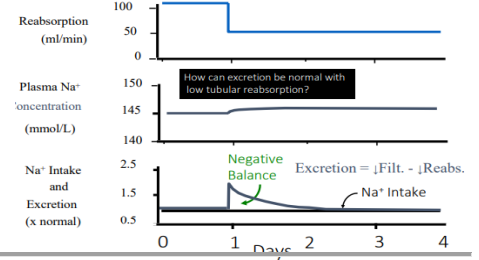 Reabsorption
(ml/min)
100
50
0
Plasma Na⁺
Concentration
(mmol/L)
150
145
140
How can excretion be normal with
low tubular reabsorption?
Na⁺ Intake
and
Excretion
(x normal)
2.5
1.5
0.5
Negative
Balance
Excretion = ↓Filt. - ↓Reabs.
Na⁺ Intake
0 1 2 3 4
Days